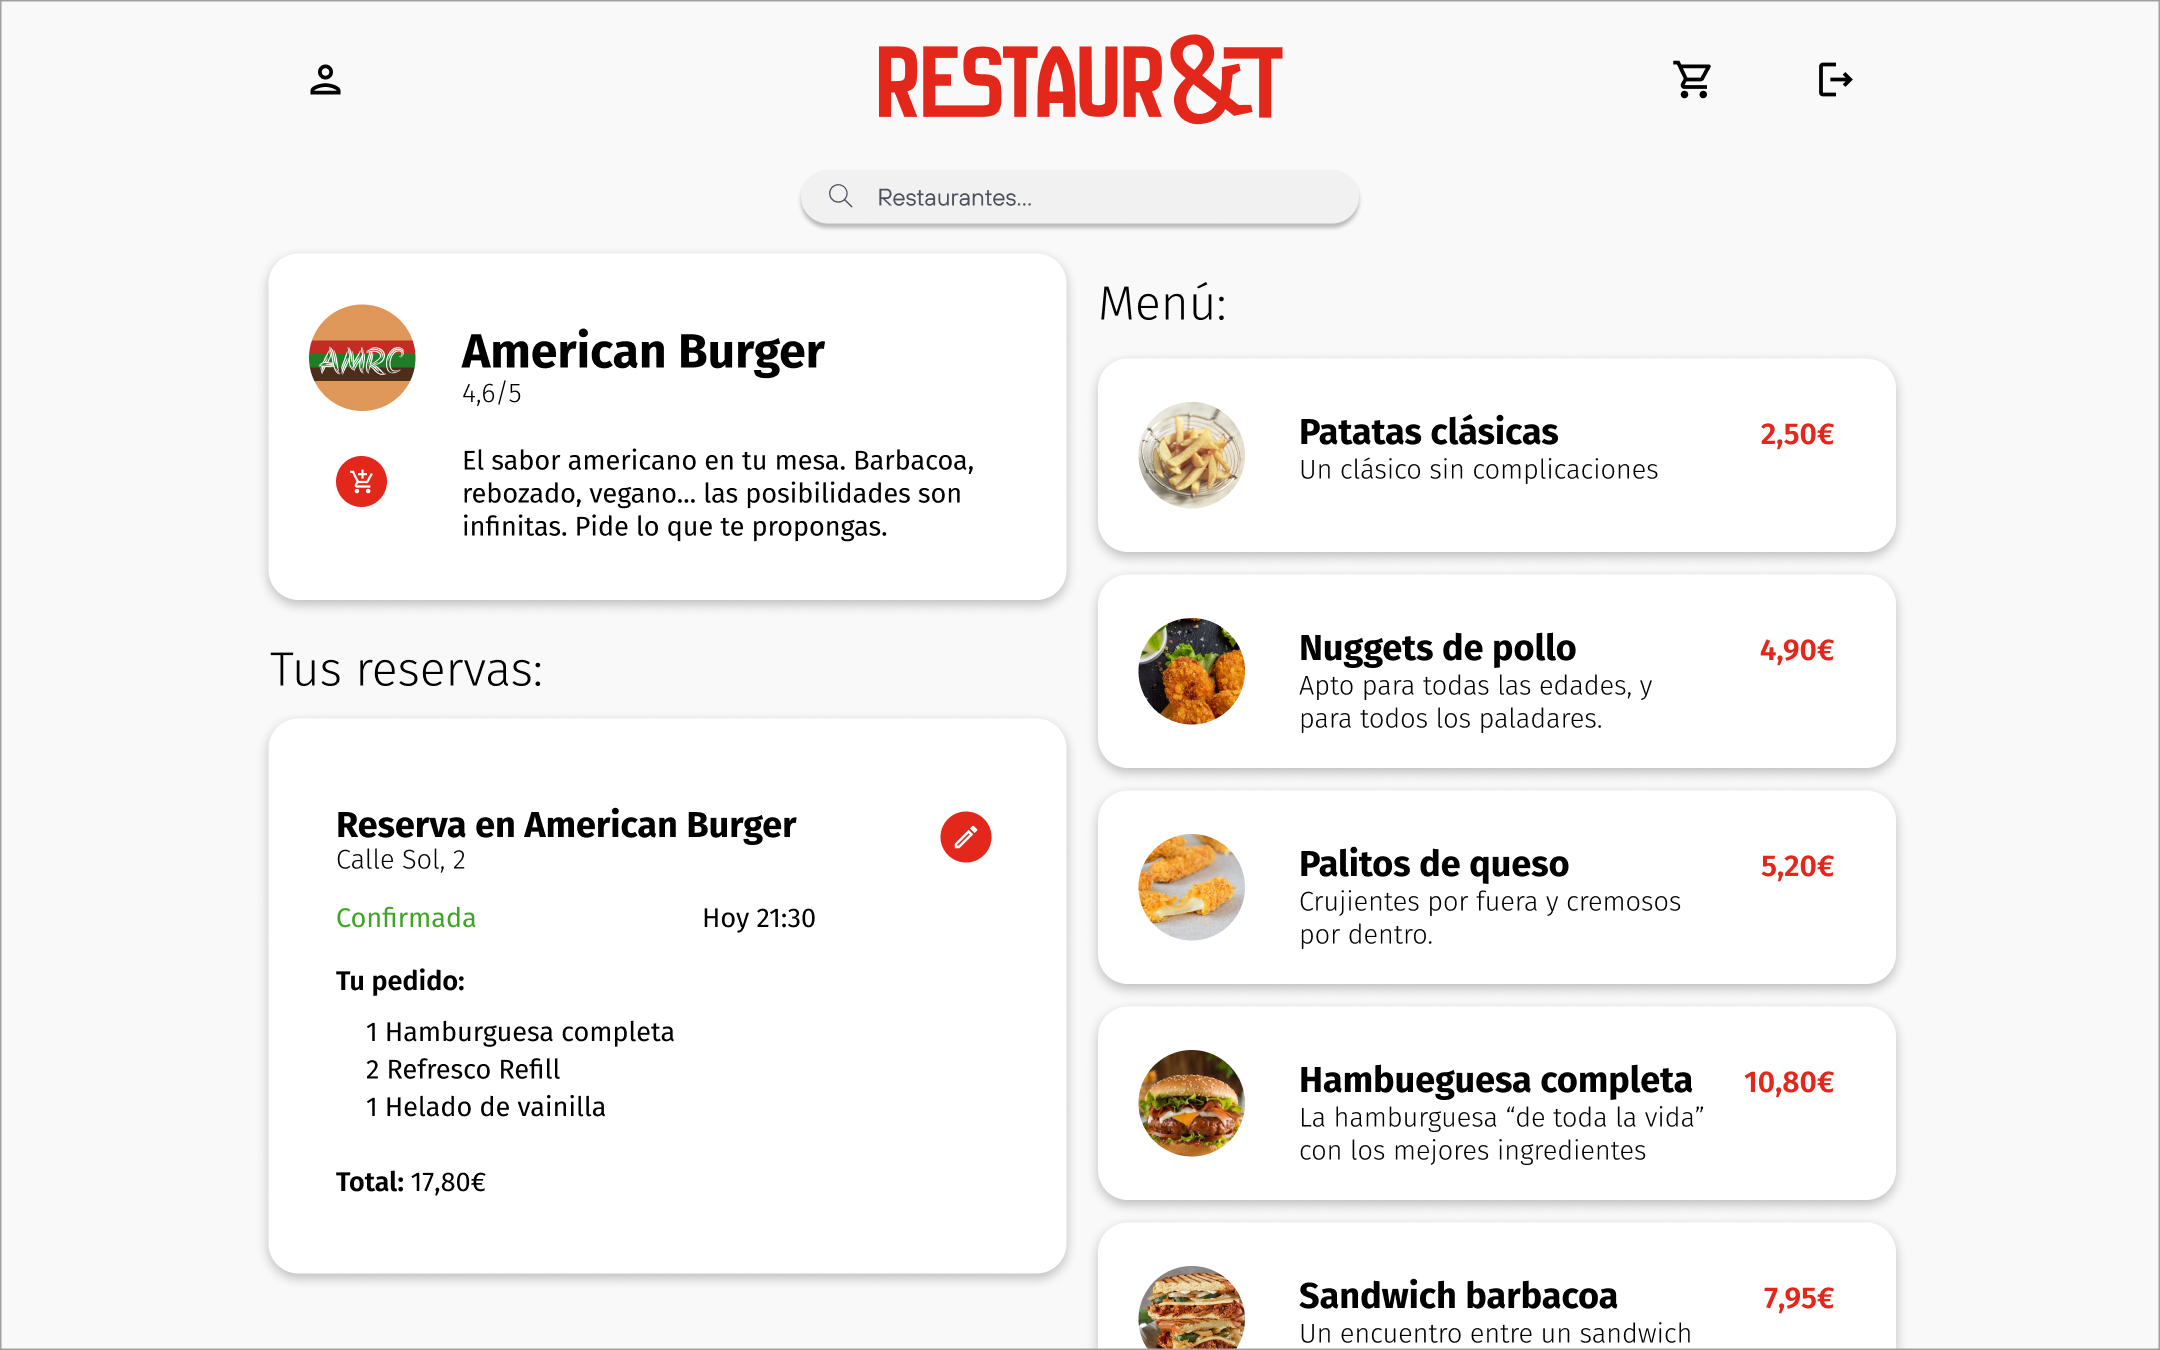 RESTAUR&T
Restaurantes...
AMRC
American Burger
4,6/5
El sabor americano en tu mesa. Barbacoa,
rebozado, vegano... las posibilidades son
infinitas. Pide lo que te propongas.
Tus reservas:
Reserva en American Burger
Calle Sol, 2
Confirmada
Hoy 21:30
Tu pedido:
1 Hamburguesa completa
2 Refresco Refill
1 Helado de vainilla
Total: 17,80€
Menú:
Patatas clásicas
2,50€
Un clásico sin complicaciones
Nuggets de pollo
4,90€
Apto para todas las edades, y
para todos los paladares.
Palitos de queso
5,20€
Crujientes por fuera y cremosos
por dentro.
Hambueguesa completa
10,80€
La hamburguesa “de toda la vida”
con los mejores ingredientes
Sandwich barbacoa
7,95€
Un encuentro entre un sandwich